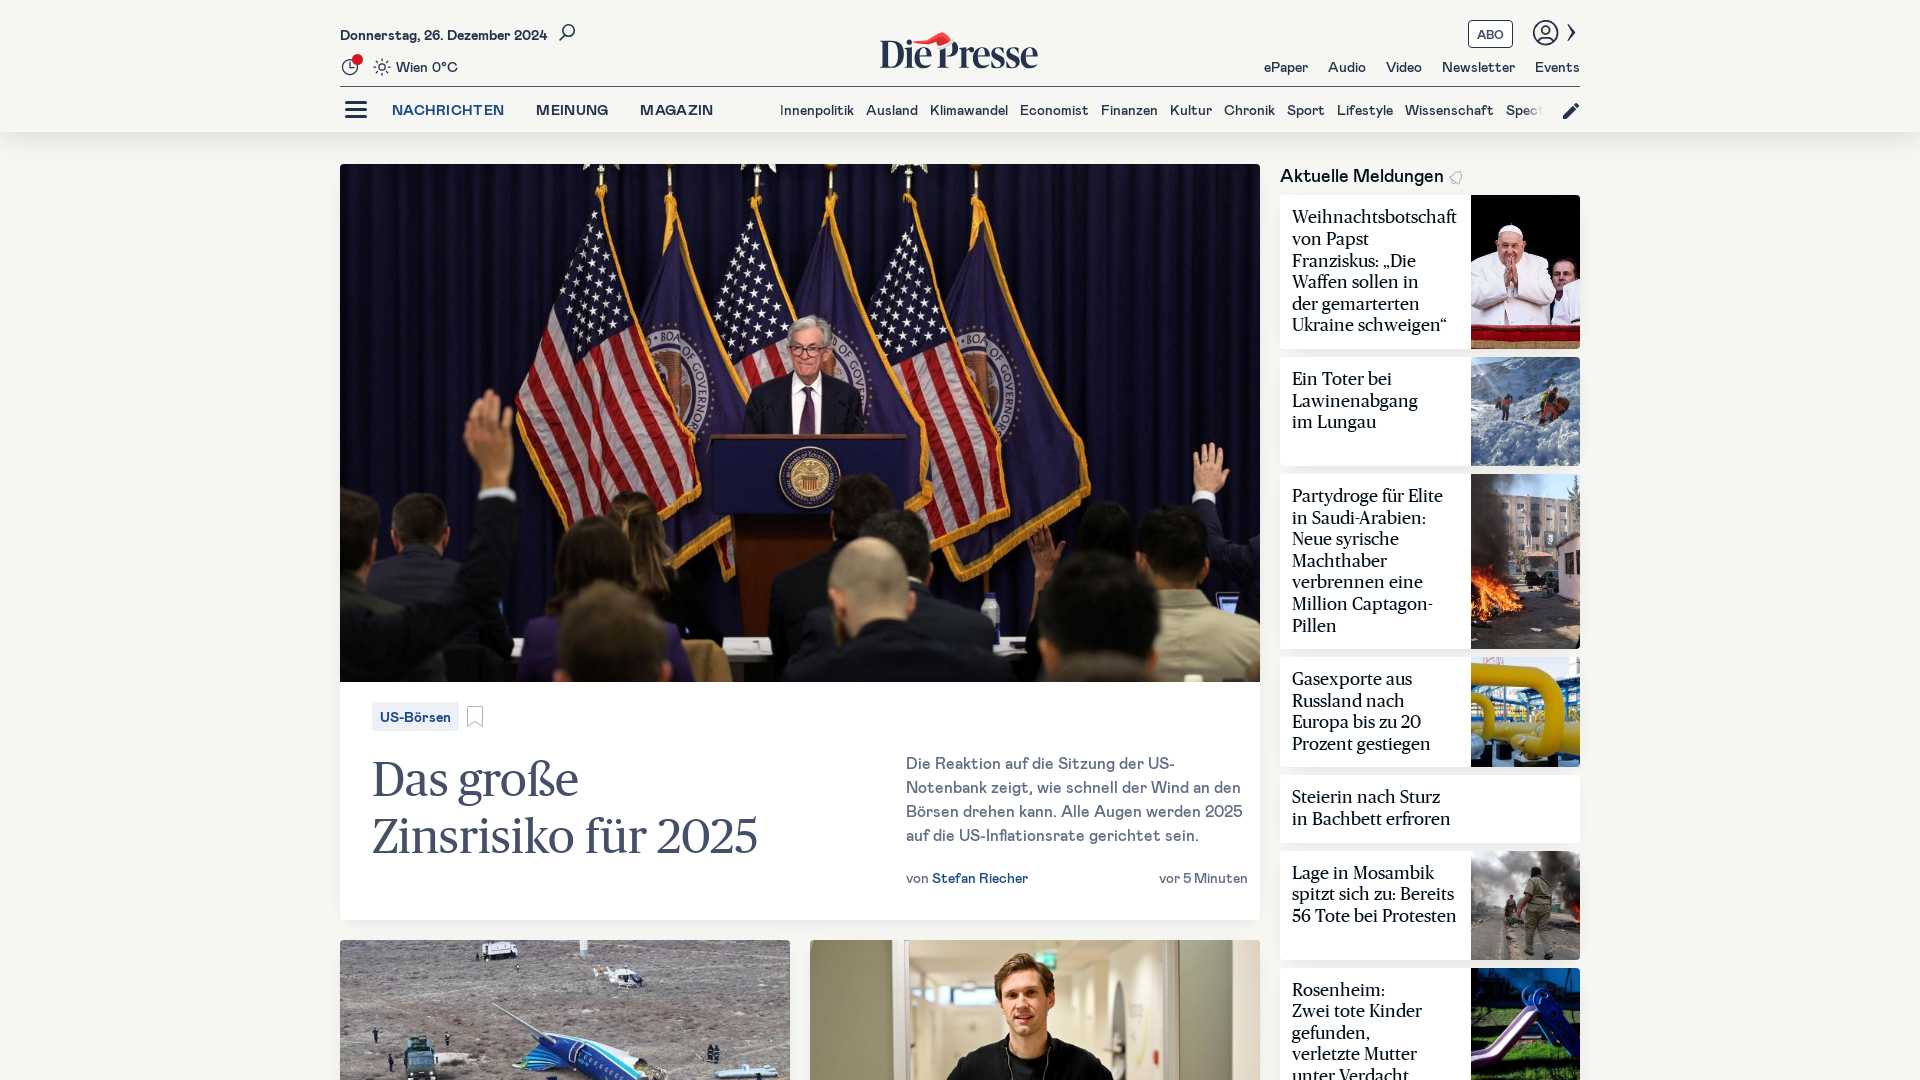 Donnerstag, 26. Dezember 2024
Wien 0°C
Die Presse
ABO
ePaper Audio Video Newsletter Events
NACHRICHTEN MEINUNG MAGAZIN
Innenpolitik Ausland Klimawandel Economist Finanzen Kultur Chronik Sport Lifestyle Wissenschaft Spect
US-Börsen
Das große
Zinsrisiko für 2025
Die Reaktion auf die Sitzung der US-
Notenbank zeigt, wie schnell der Wind an den
Börsen drehen kann. Alle Augen werden 2025
auf die US-Inflationsrate gerichtet sein.
von Stefan Riecher
vor 5 Minuten
Aktuelle Meldungen
Weihnachtsbotschaft
von Papst
Franziskus: „Die
Waffen sollen in
der gemarterten
Ukraine schweigen“
Ein Toter bei
Lawinenabgang
im Lungau
Partydroge für Elite
in Saudi-Arabien:
Neue syrische
Machthaber
verbrennen eine
Million Captagon-
Pillen
Gasexporte aus
Russland nach
Europa bis zu 20
Prozent gestiegen
Steierin nach Sturz
in Bachbett erfroren
Lage in Mosambik
spitzt sich zu: Bereits
56 Tote bei Protesten
Rosenheim:
Zwei tote Kinder
gefunden,
verletzte Mutter
unter Verdacht